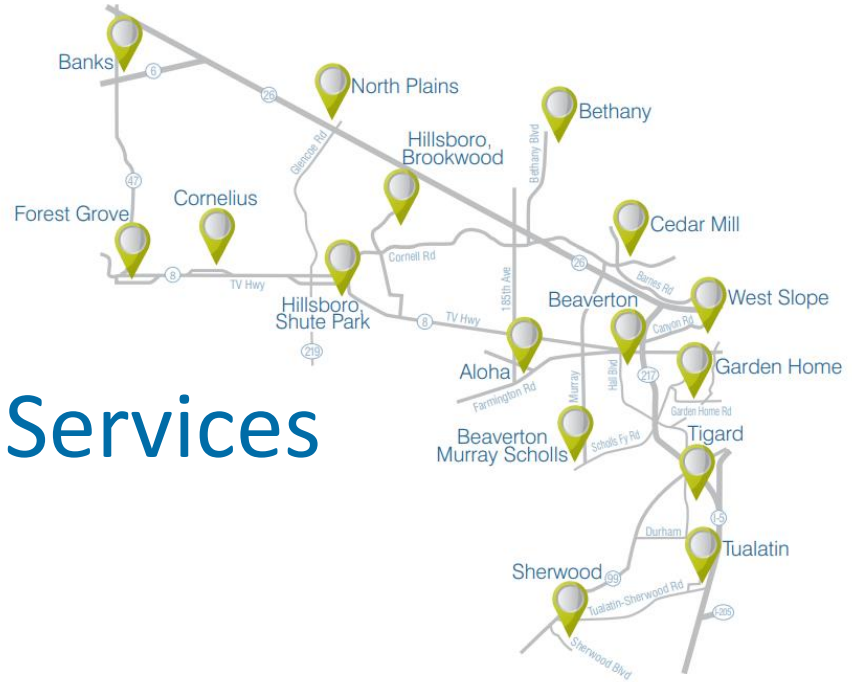 Banks
6
26
North Plains
Bethany
Glencoe Rd
Hillsboro,
Brookwood
Bethany Blvd
47
Cornelius
Forest Grove
Cedar Mill
Cornell Rd
26
Barnes Rd
8
TV Hwy
185th Ave
Beaverton
West Slope
Hillsboro,
Shute Park
8
TV Hwy
Canyon Rd
219
Aloha
Hall Blvd
217
Garden Home
Farmington Rd
Murray
Garden Home Rd
Services
Beaverton
Murray Scholls
Scholls Fy Rd
Tigard
I-5
Durham
Tualatin
Sherwood
99
Tualatin-Sherwood Rd
I-205
Sherwood Blvd